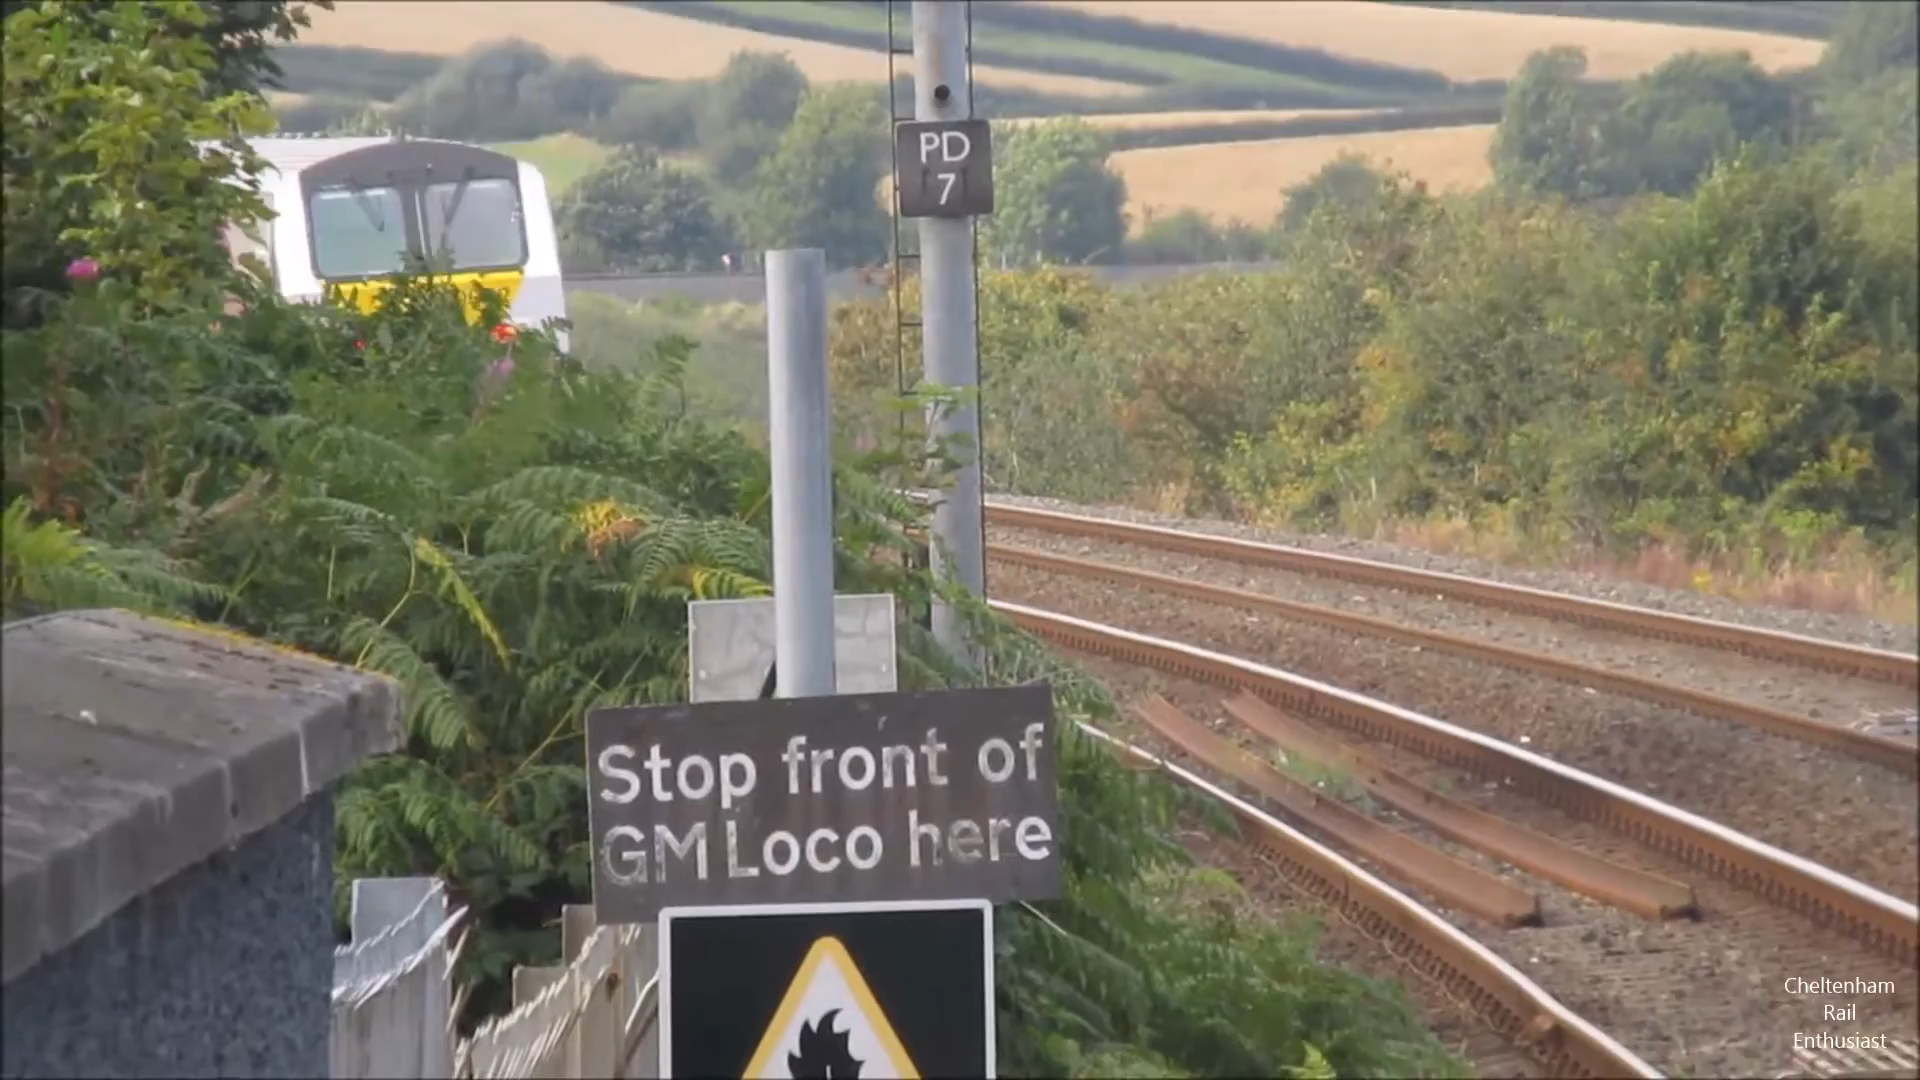 PD
7
Stop front of
GM Loco here
Cheltenham
Rail
Enthusiast